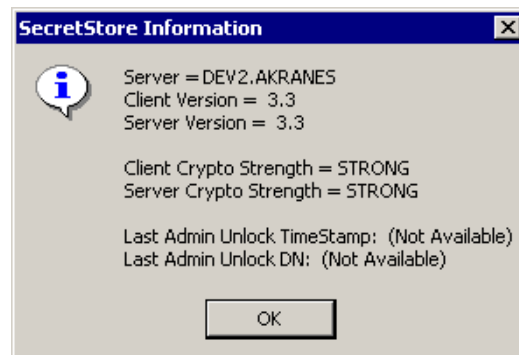 SecretStore Information
Server = DEV2.AKRANES
Client Version =  3.3
Server Version =  3.3
Client Crypto Strength = STRONG
Server Crypto Strength = STRONG
Last Admin Unlock TimeStamp:  (Not Available)
Last Admin Unlock DN:  (Not Available)
OK